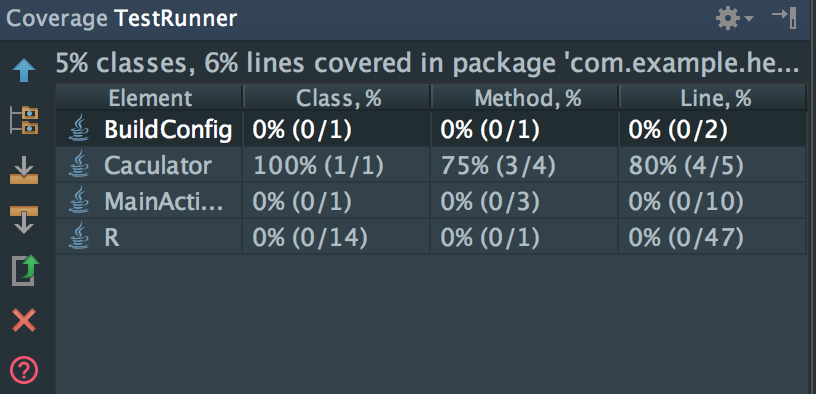 Coverage TestRunner
5% classes, 6% lines covered in package 'com.example.he...
Element Class, % Method, % Line, %
BuildConfig 0% (0/1) 0% (0/1) 0% (0/2)
Caculator 100% (1/1) 75% (3/4) 80% (4/5)
MainActi... 0% (0/1) 0% (0/3) 0% (0/10)
R 0% (0/14) 0% (0/1) 0% (0/47)